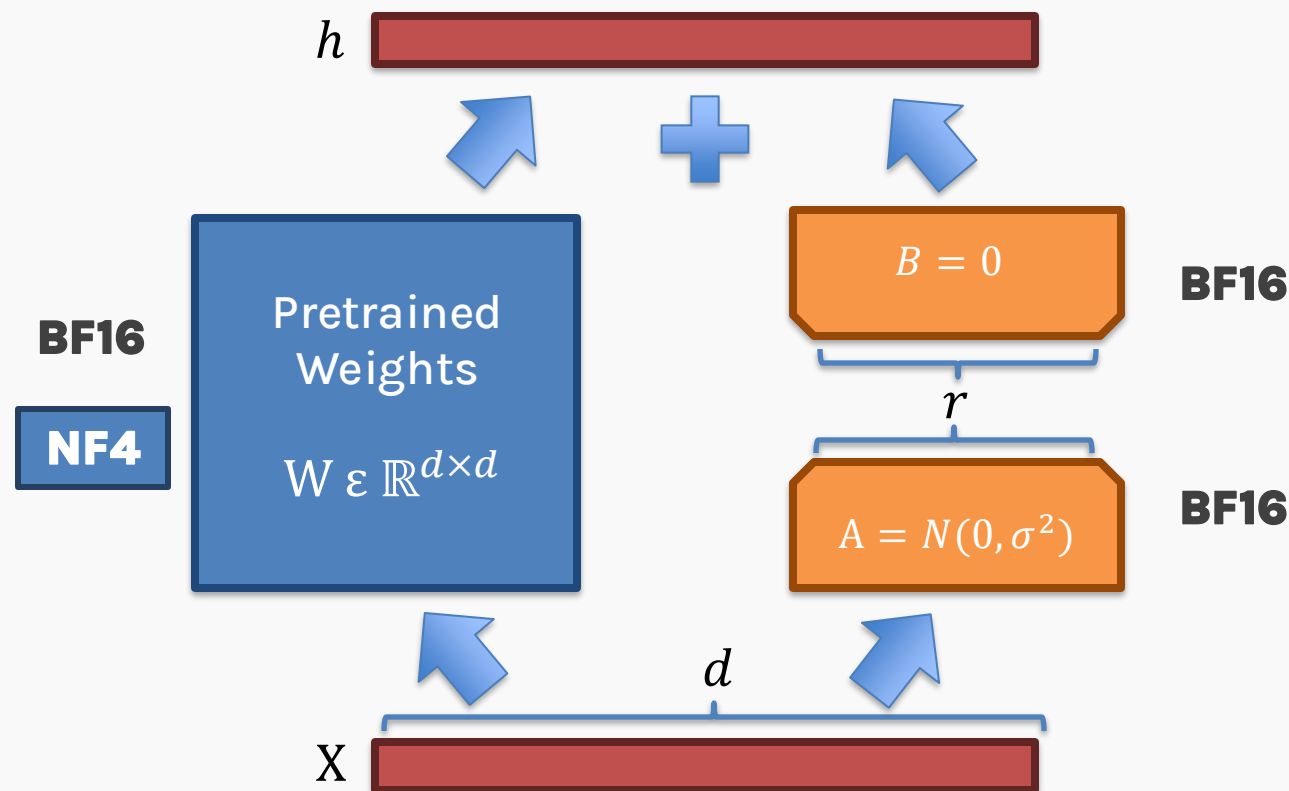 h
B = 0
BF16
Pretrained
Weights
BF16
r
NF4
W ε ℝ^{d×d}
A = N(0, σ²)
BF16
d
X